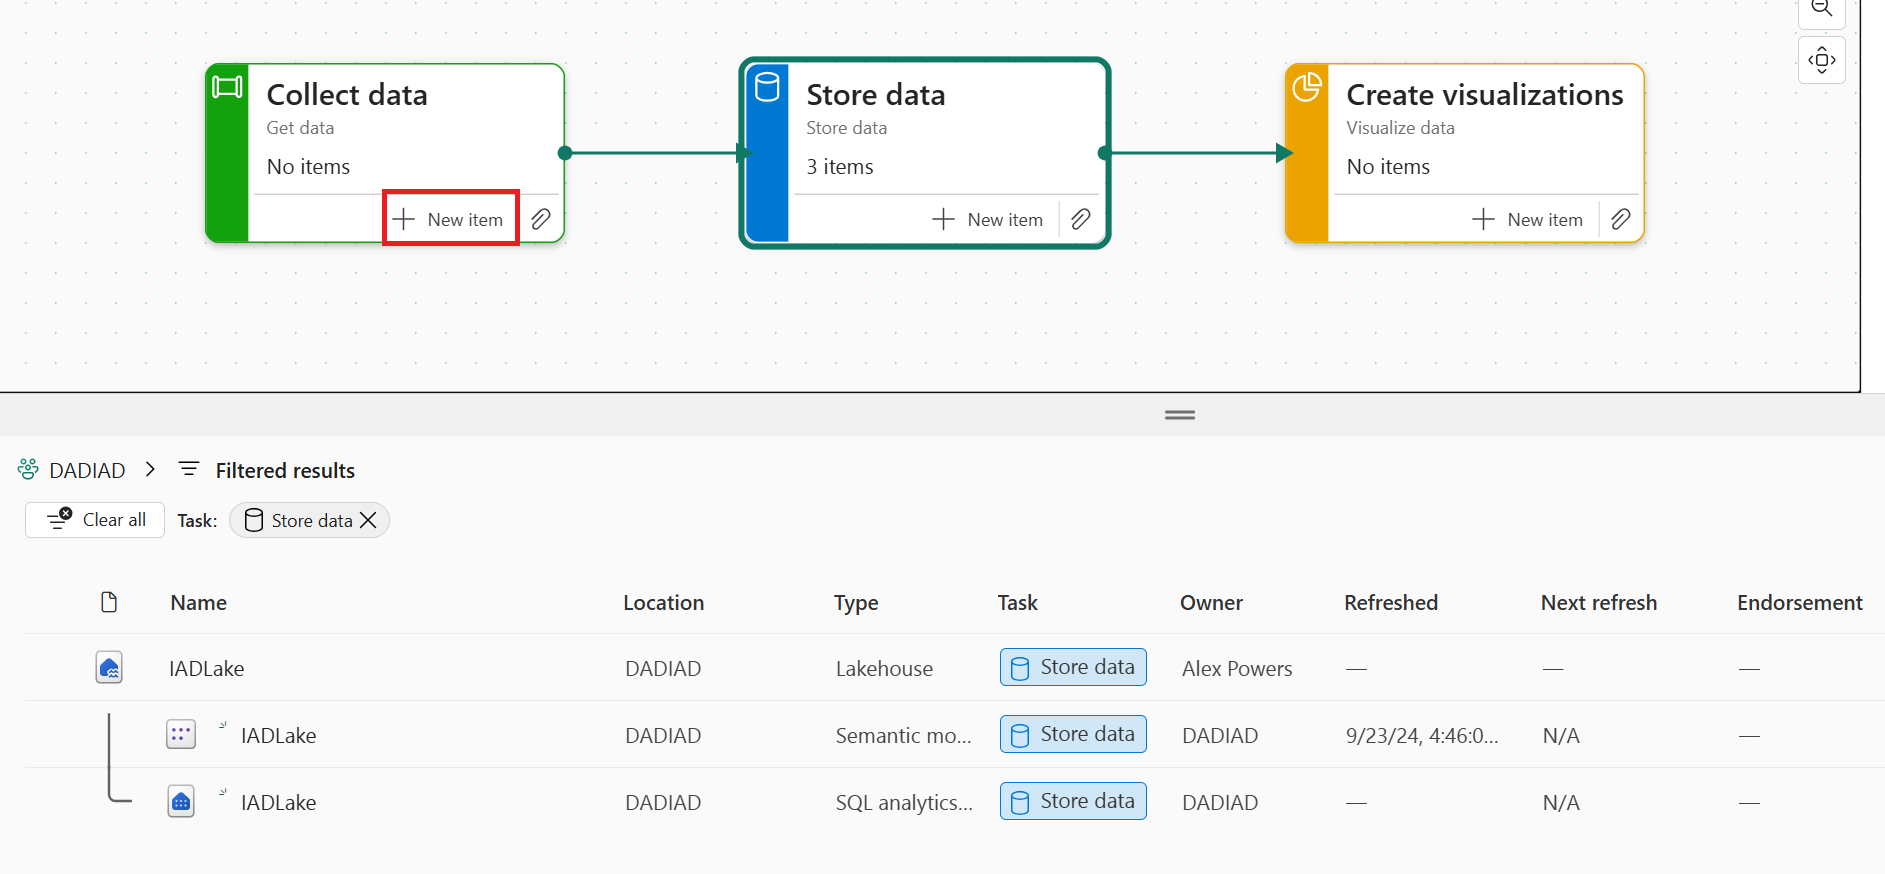 Collect data
Get data
No items
New item
Store data
Store data
3 items
New item
Create visualizations
Visualize data
No items
New item
DADIAD
Filtered results
Clear all
Task:
Store data
Name Location Type Task Owner Refreshed Next refresh Endorsement
IADLake DADIAD Lakehouse Store data Alex Powers — — —
IADLake DADIAD Semantic mo... Store data DADIAD 9/23/24, 4:46:0... N/A —
IADLake DADIAD SQL analytics... Store data DADIAD — N/A —